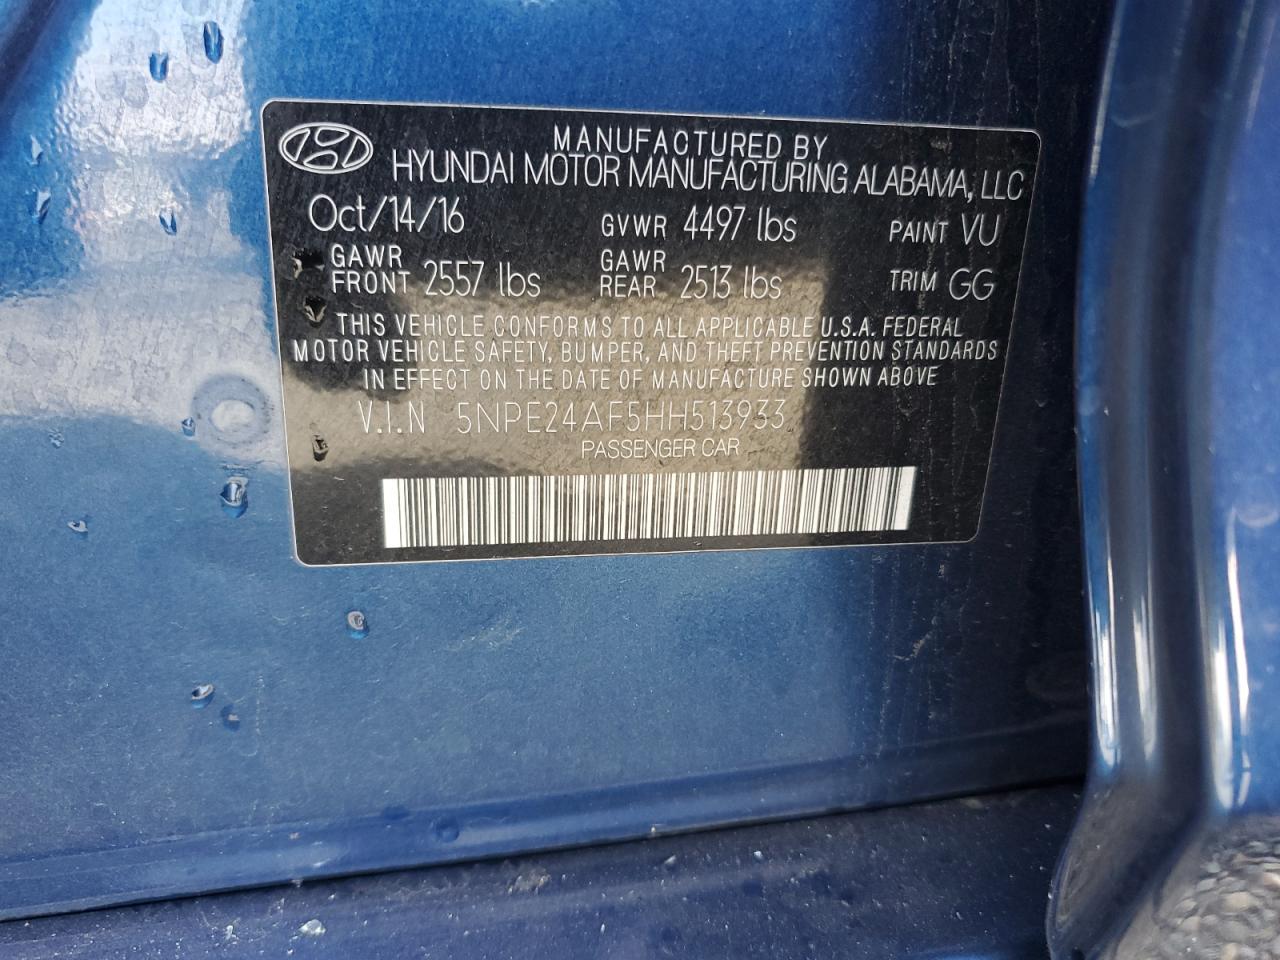 MANUFACTURED BY
HYUNDAI MOTOR MANUFACTURING ALABAMA, LLC
Oct/14/16 GVWR 4497 lbs PAINT VU
GAWR FRONT 2557 lbs GAWR REAR 2513 lbs TRIM GG
THIS VEHICLE CONFORMS TO ALL APPLICABLE U.S.A. FEDERAL
MOTOR VEHICLE SAFETY, BUMPER, AND THEFT PREVENTION STANDARDS
IN EFFECT ON THE DATE OF MANUFACTURE SHOWN ABOVE
V.I.N 5NPE24AF5HH513933
PASSENGER CAR